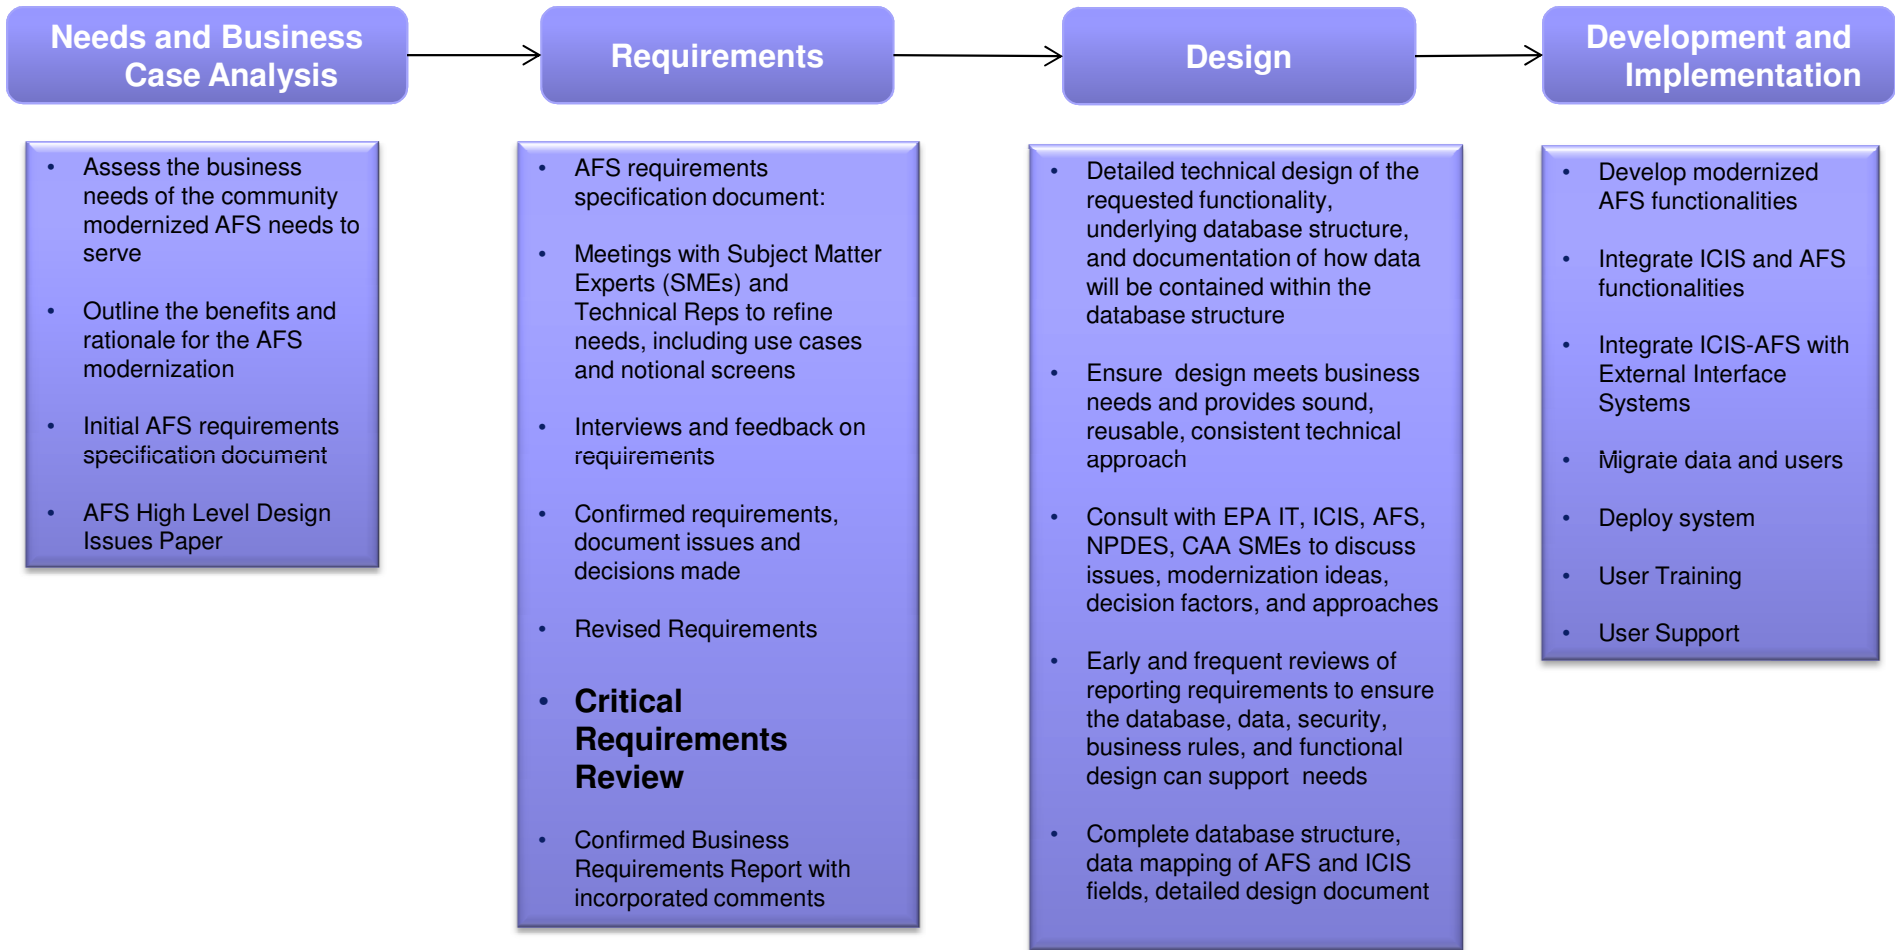 Needs and Business
Case Analysis
Requirements
Design
Development and
Implementation
• Assess the business
needs of the community
modernized AFS needs to
serve
• Outline the benefits and
rationale for the AFS
modernization
• Initial AFS requirements
specification document
• AFS High Level Design
Issues Paper
• AFS requirements
specification document:
• Meetings with Subject Matter
Experts (SMEs) and
Technical Reps to refine
needs, including use cases
and notional screens
• Interviews and feedback on
requirements
• Confirmed requirements,
document issues and
decisions made
• Revised Requirements
• Critical
Requirements
Review
• Confirmed Business
Requirements Report with
incorporated comments
• Detailed technical design of the
requested functionality,
underlying database structure,
and documentation of how data
will be contained within the
database structure
• Ensure design meets business
needs and provides sound,
reusable, consistent technical
approach
• Consult with EPA IT, ICIS, AFS,
NPDES, CAA SMEs to discuss
issues, modernization ideas,
decision factors, and approaches
• Early and frequent reviews of
reporting requirements to ensure
the database, data, security,
business rules, and functional
design can support needs
• Complete database structure,
data mapping of AFS and ICIS
fields, detailed design document
• Develop modernized
AFS functionalities
• Integrate ICIS and AFS
functionalities
• Integrate ICIS-AFS with
External Interface
Systems
• Migrate data and users
• Deploy system
• User Training
• User Support